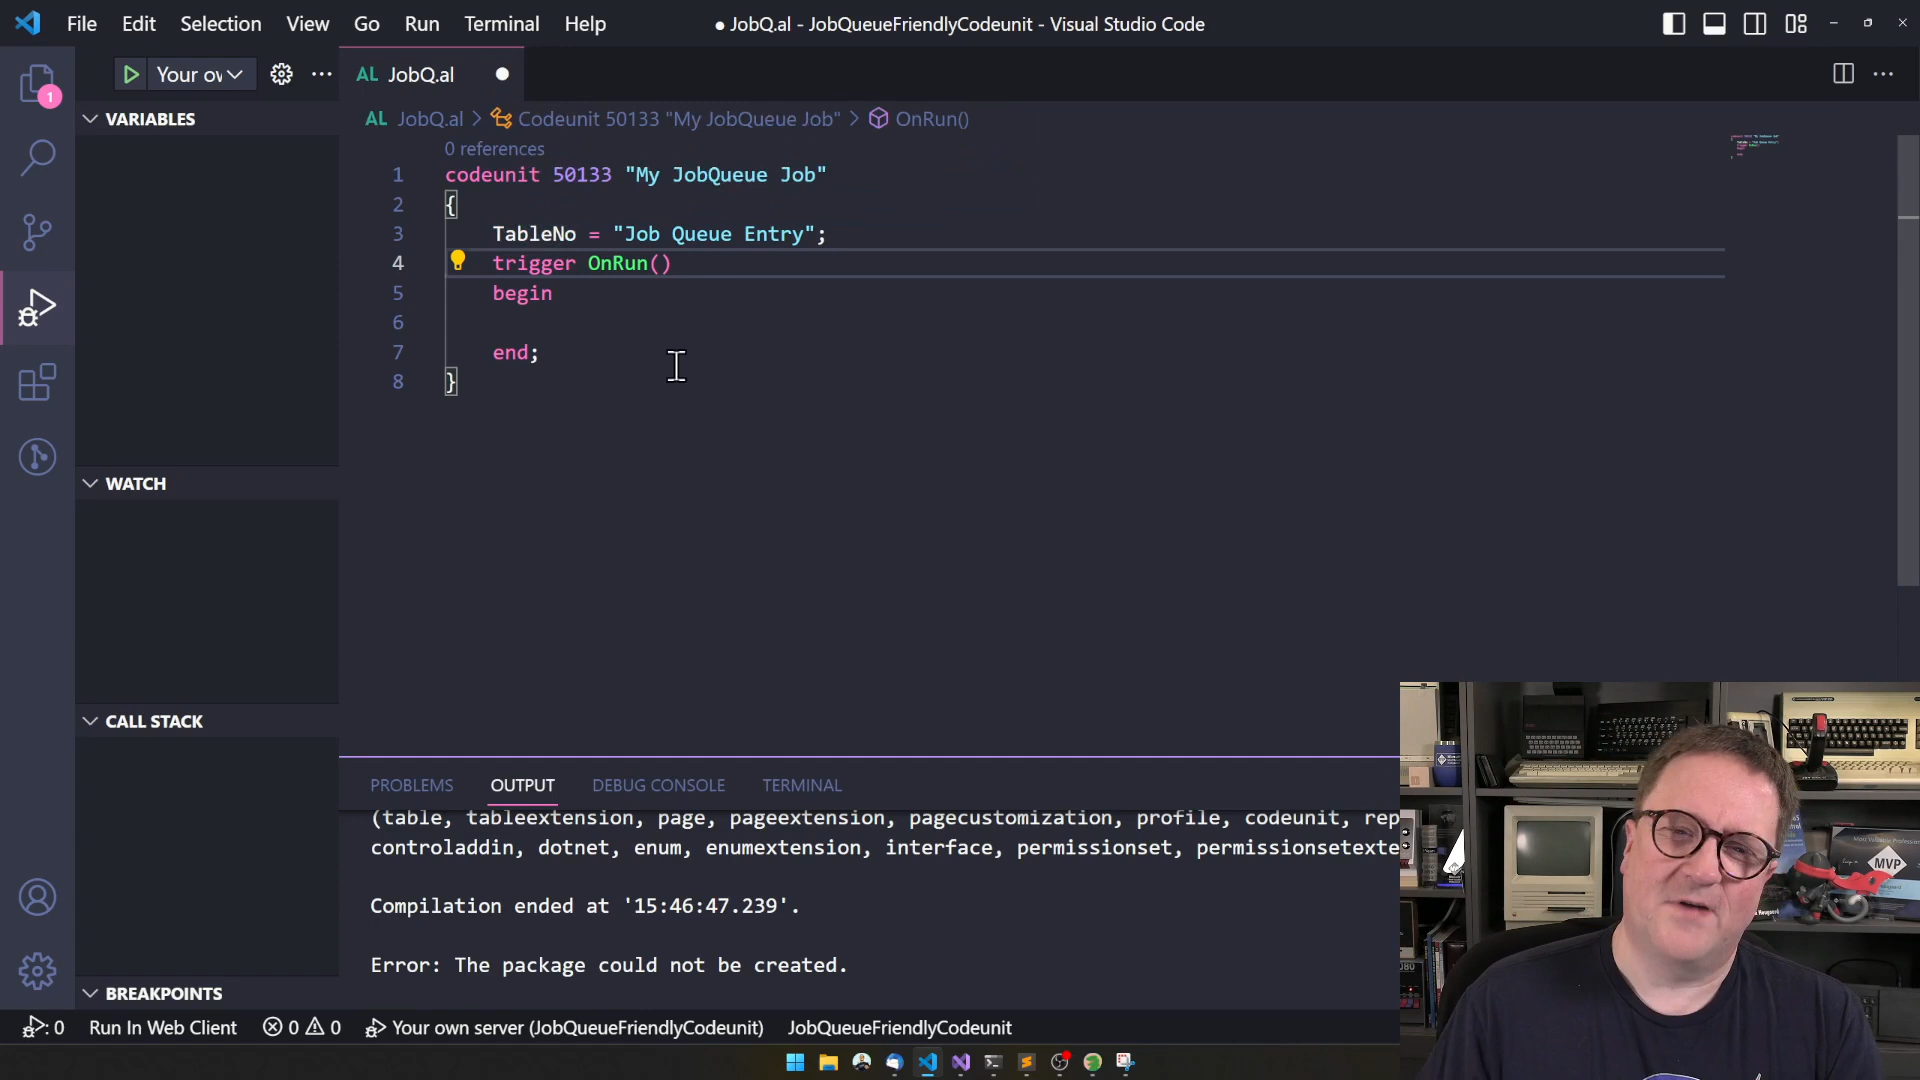 File Edit Selection View Go Run Terminal Help
● JobQ.al - JobQueueFriendlyCodeunit - Visual Studio Code
1
Your ov
AL JobQ.al
VARIABLES
AL JobQ.al > Codeunit 50133 "My JobQueue Job" > OnRun()
0 references
1 codeunit 50133 "My JobQueue Job"
2 {
3 TableNo = "Job Queue Entry";
4 trigger OnRun()
5 begin
6
7 end;
8 }
WATCH
CALL STACK
BREAKPOINTS
PROBLEMS OUTPUT DEBUG CONSOLE TERMINAL
(table, tableextension, page, pageextension, pagecustomization, profile, codeunit, rep
controladdin, dotnet, enum, enumextension, interface, permissionset, permissionsetexte
Compilation ended at '15:46:47.239'.
Error: The package could not be created.
MVP
: 0 Run In Web Client 0 0 Your own server (JobQueueFriendlyCodeunit) JobQueueFriendlyCodeunit